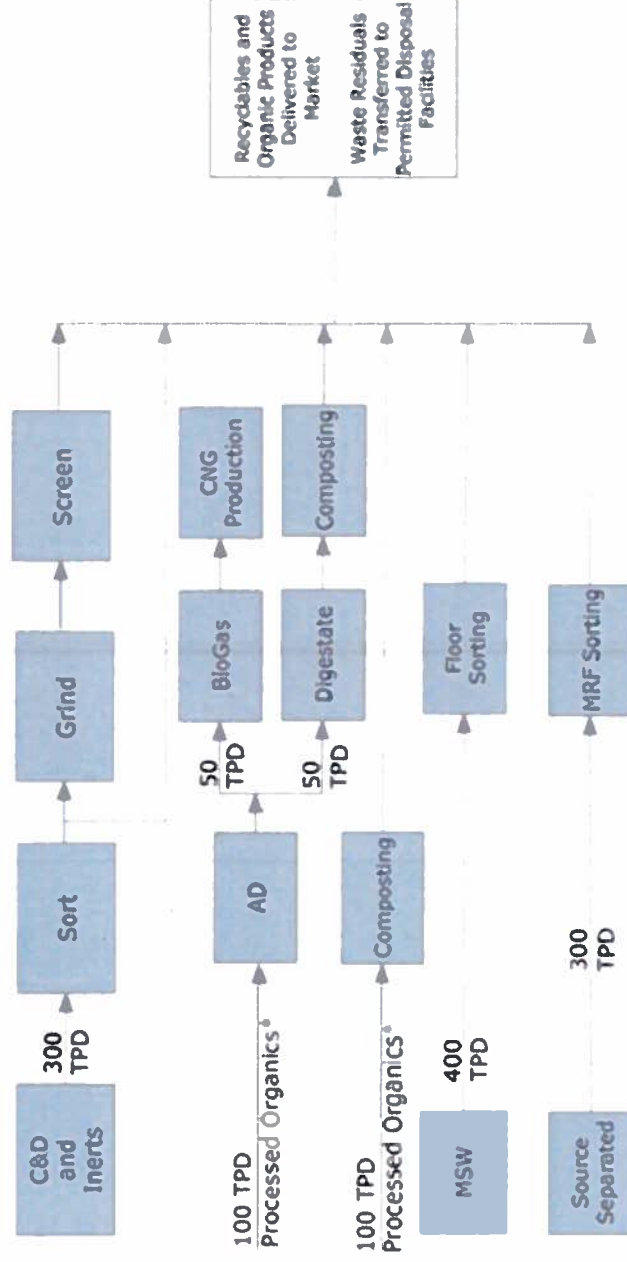 C&D
and
Inerts
300
TPD
Sort
Grind
Screen
100 TPD
Processed Organics*
AD
50
TPD
BioGas
CNG
Production
50
TPD
Digestate
Composting
100 TPD
Processed Organics*
Composting
MSW
400
TPD
Floor
Sorting
Source
Separated
300
TPD
MRF Sorting
Recyclables and
Organic Products
Delivered to
Market
Waste Residuals
Transferred to
Permitted Disposal
Facilities